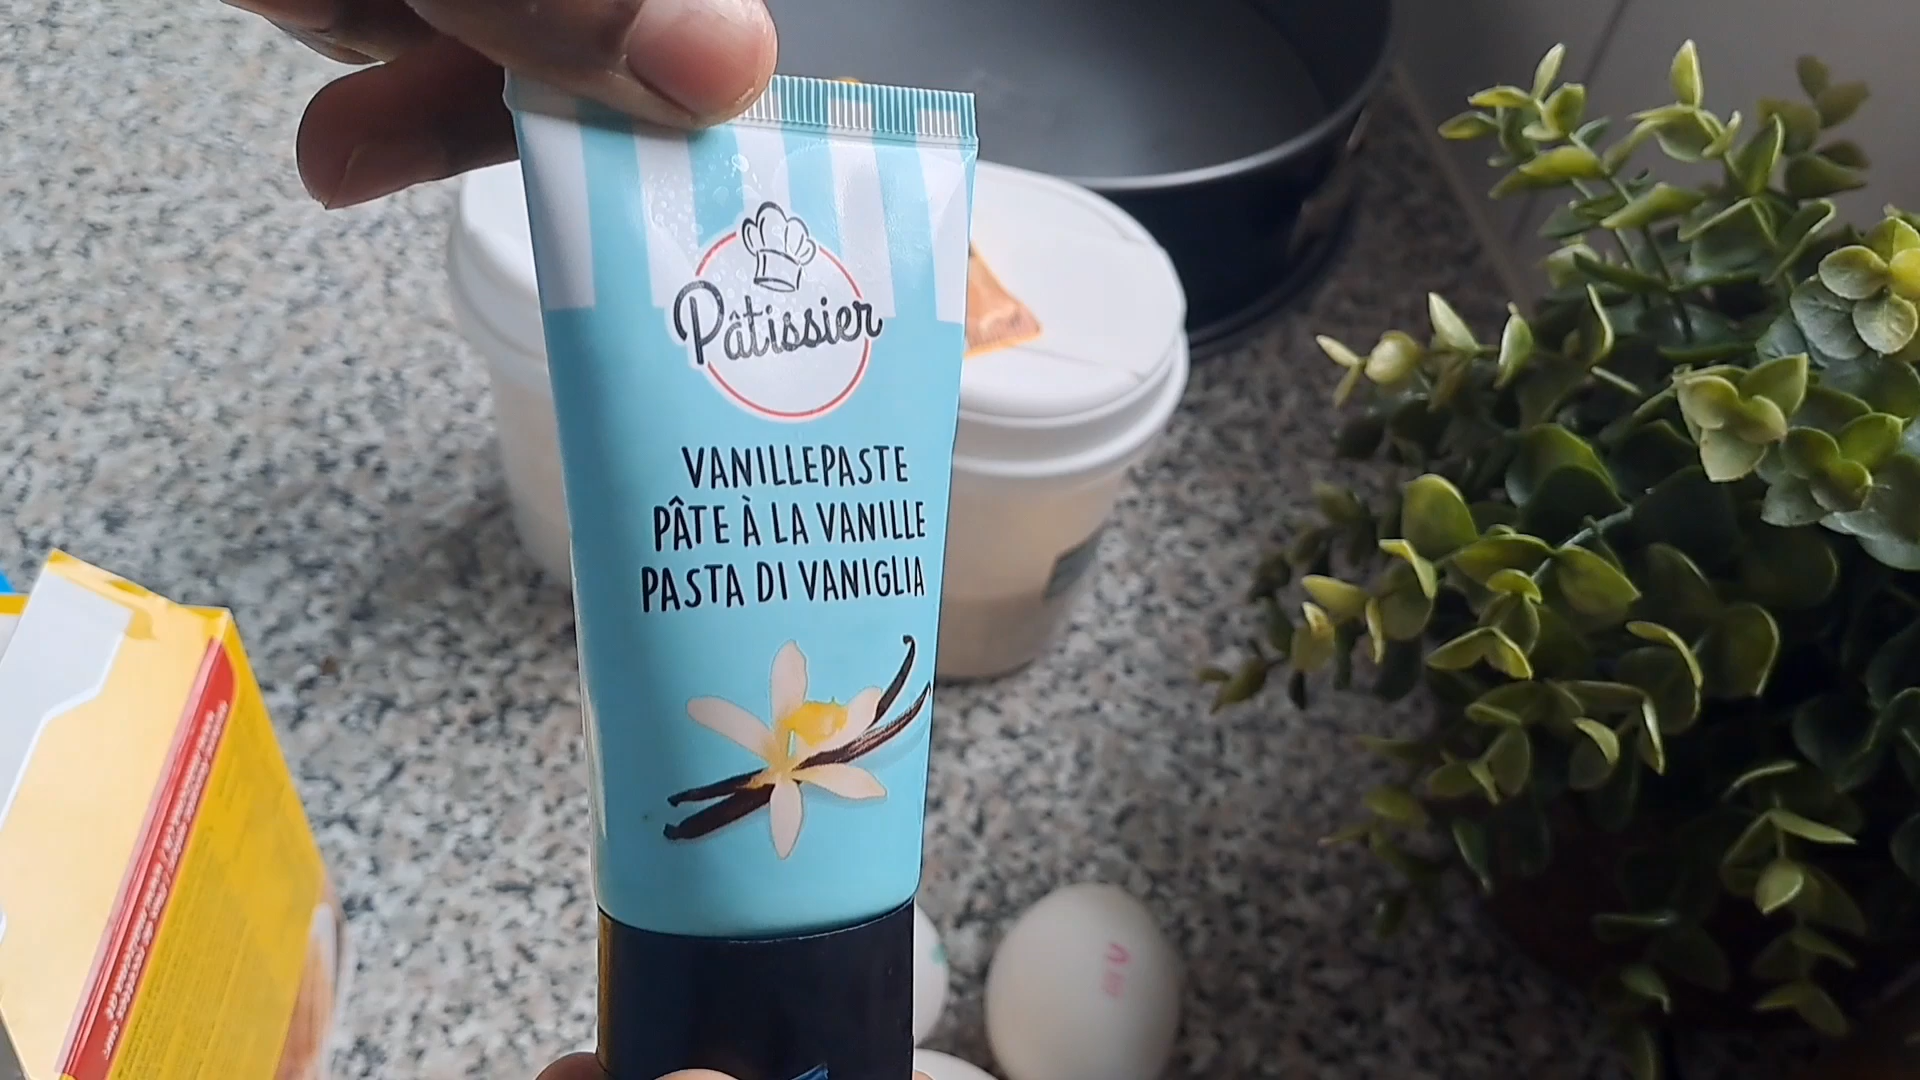 Pâtissier
VANILLEPASTE
PÂTE À LA VANILLE
PASTA DI VANIGLIA